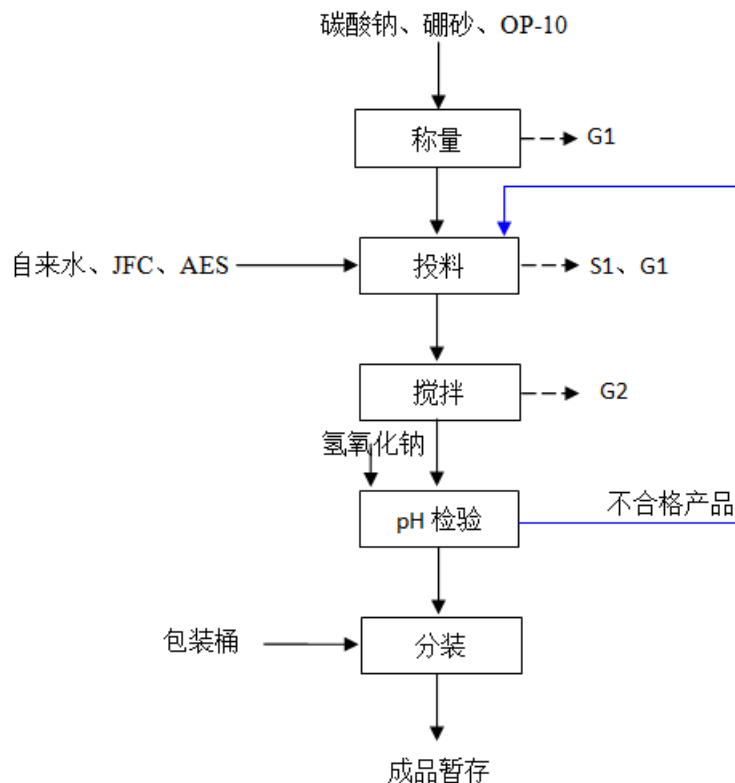 碳酸钠、硼砂、OP-10
称量
G1
自来水、JFC、AES
投料
S1、G1
搅拌
G2
氢氧化钠
pH 检验
不合格产品
包装桶
分装
成品暂存